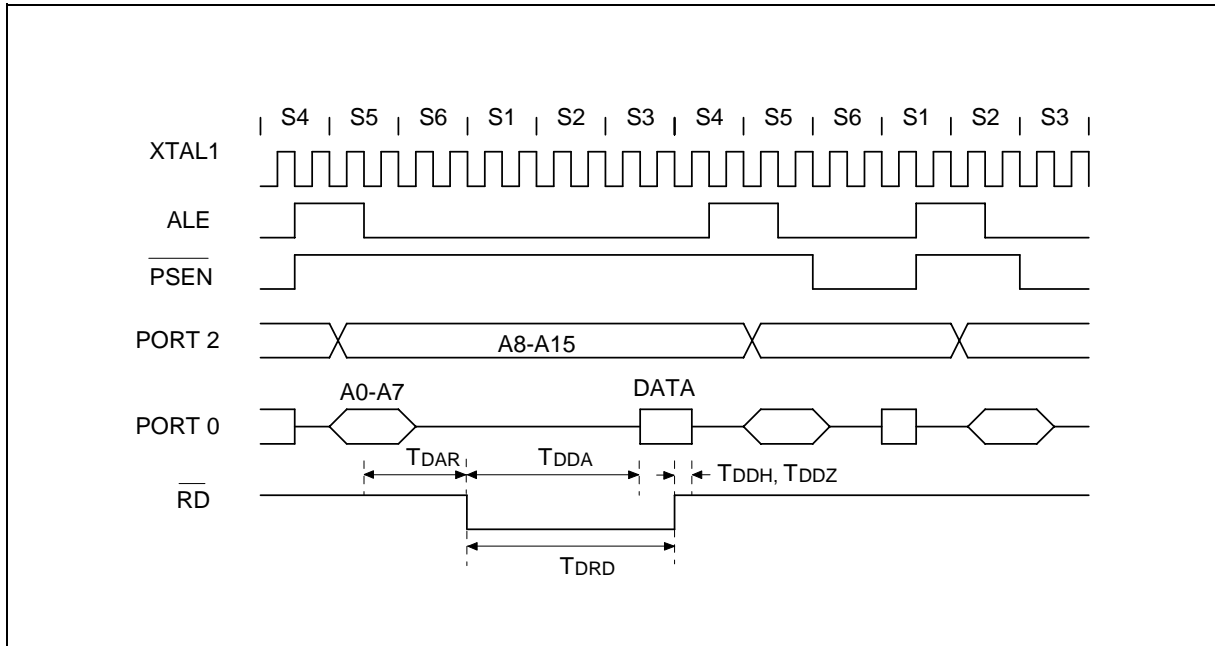 S4 S5 S6 S1 S2 S3 S4 S5 S6 S1 S2 S3
XTAL1
ALE
PSEN
PORT 2
A8-A15
A0-A7
DATA
PORT 0
TDAR
TDDA
TDDH, TDDZ
RD
TDRD